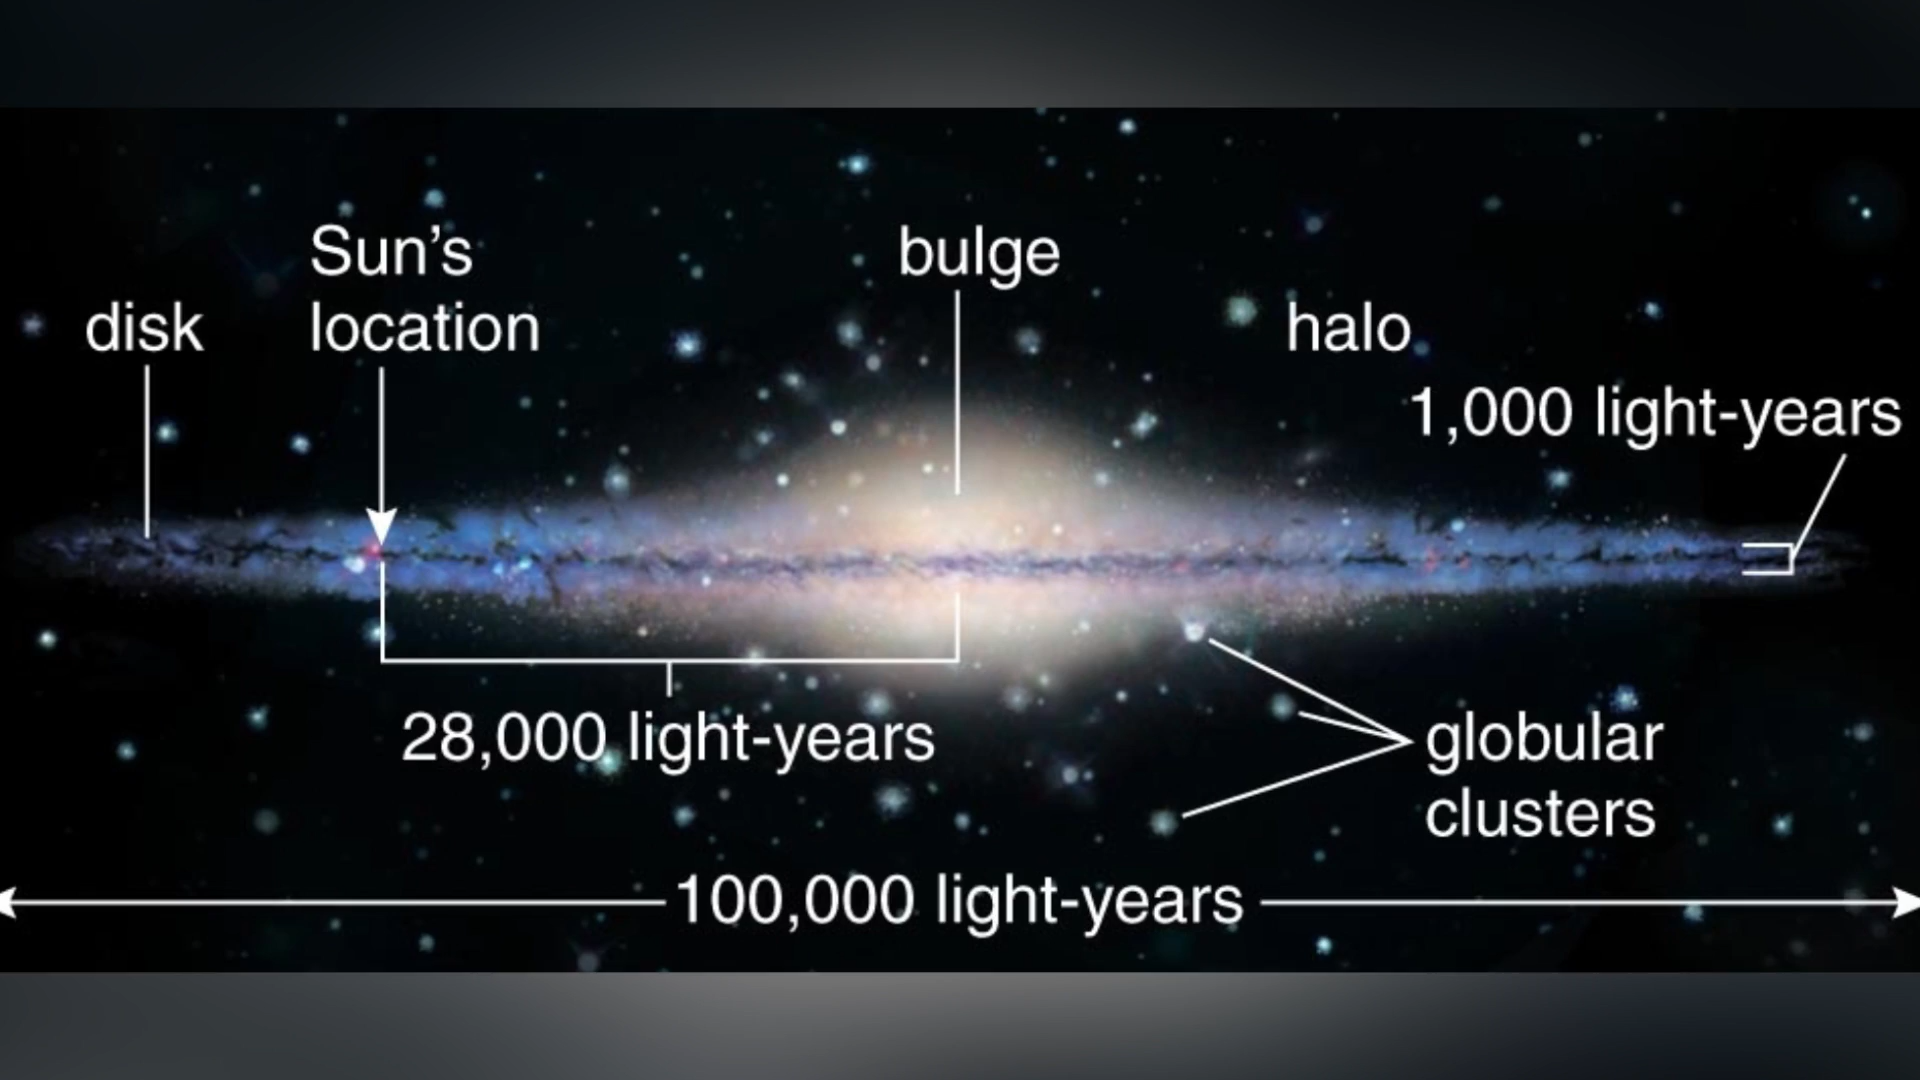 Sun’s
location
bulge
disk
halo
1,000 light-years
28,000 light-years
globular
clusters
100,000 light-years